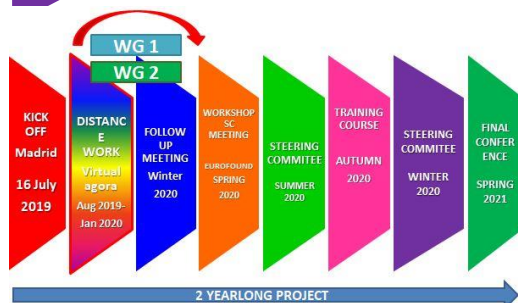 WG 1
WG 2
KICK
OFF
Madrid
16 July
2019
DISTANC
E
WORK
Virtual
agora
Aug 2019-
Jan 2020
FOLLOW
UP
MEETING
Winter
2020
WORKSHOP
SC
MEETING
EUROFOUND
SPRING
2020
STEERING
COMMITEE
SUMMER
2020
TRAINING
COURSE
AUTUMN
2020
STEERING
COMMITEE
WINTER
2020
FINAL
CONFER
ENCE
SPRING
2021
2 YEARLONG PROJECT